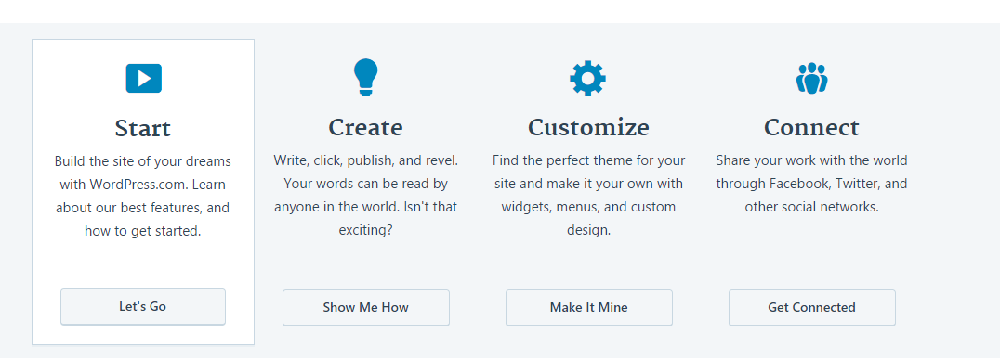 Start
Build the site of your dreams
with WordPress.com. Learn
about our best features, and
how to get started.
Let's Go
Create
Write, click, publish, and revel.
Your words can be read by
anyone in the world. Isn't that
exciting?
Show Me How
Customize
Find the perfect theme for your
site and make it your own with
widgets, menus, and custom
design.
Make It Mine
Connect
Share your work with the world
through Facebook, Twitter, and
other social networks.
Get Connected